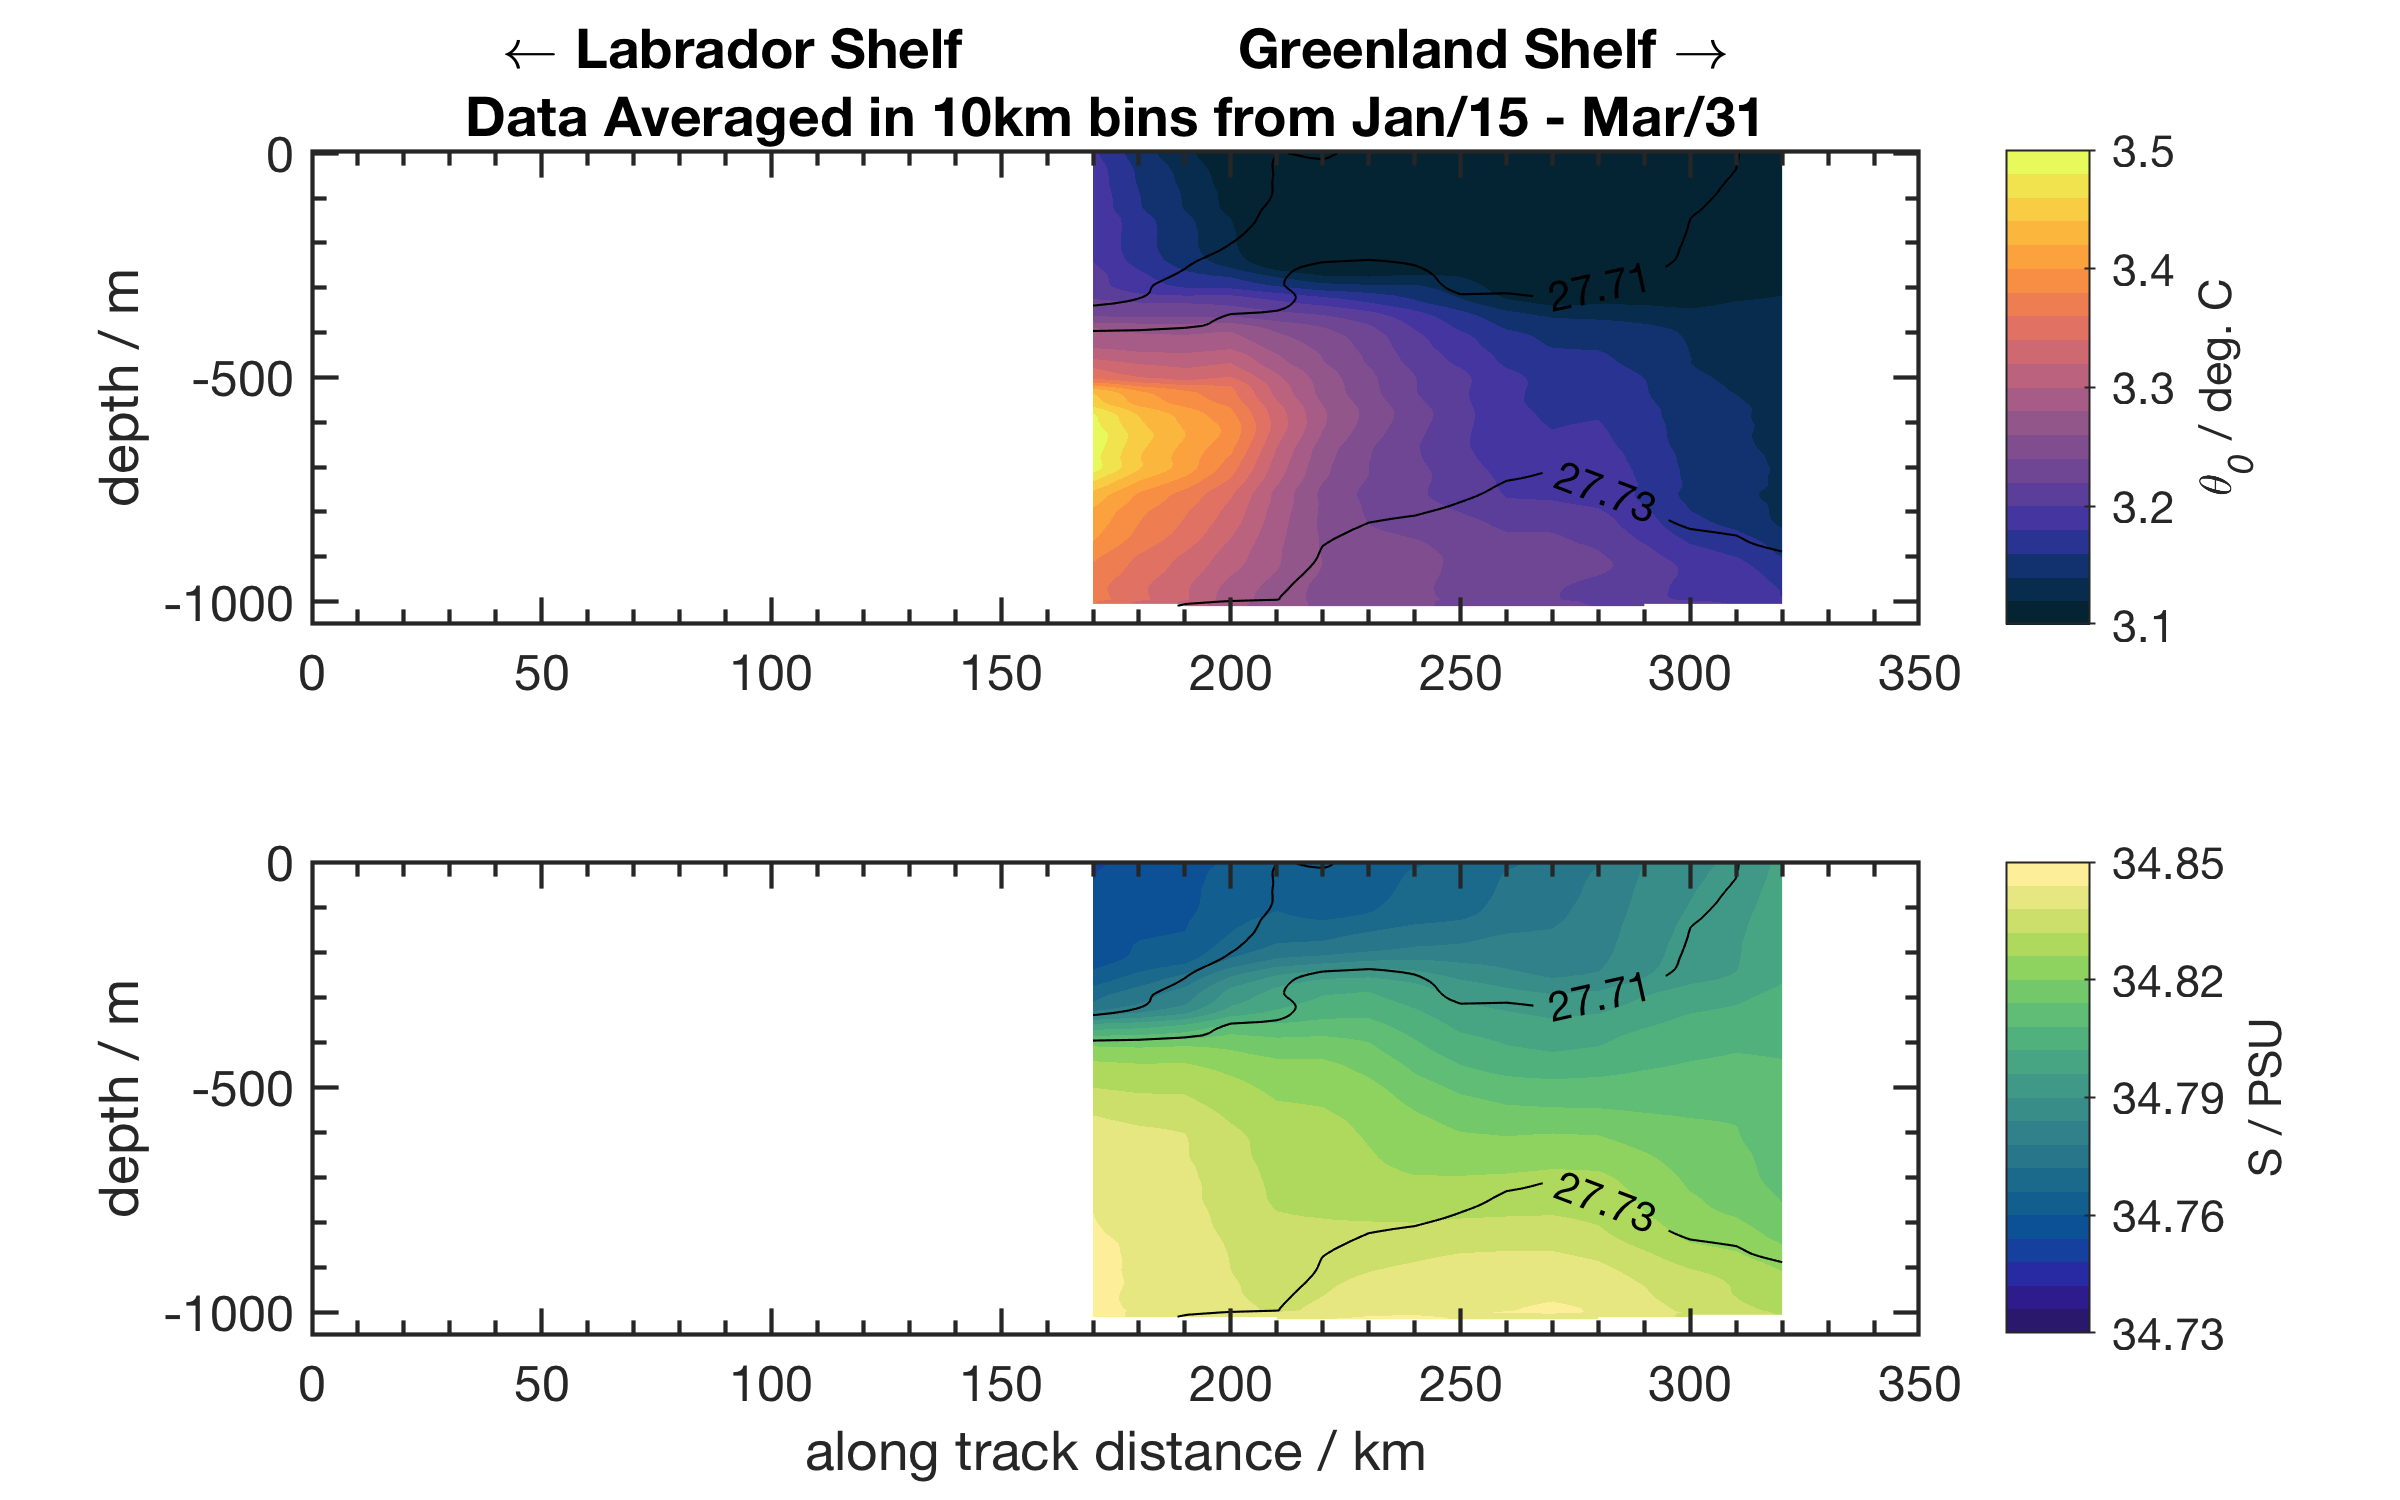 ← Labrador Shelf Greenland Shelf →
Data Averaged in 10km bins from Jan/15 - Mar/31
0
-500
-1000
depth / m
27.71
27.73
0 50 100 150 200 250 300 350
3.5
3.4
3.3
3.2
3.1
θ0 / deg. C
0
-500
-1000
depth / m
27.71
27.73
0 50 100 150 200 250 300 350
along track distance / km
34.85
34.82
34.79
34.76
34.73
S / PSU